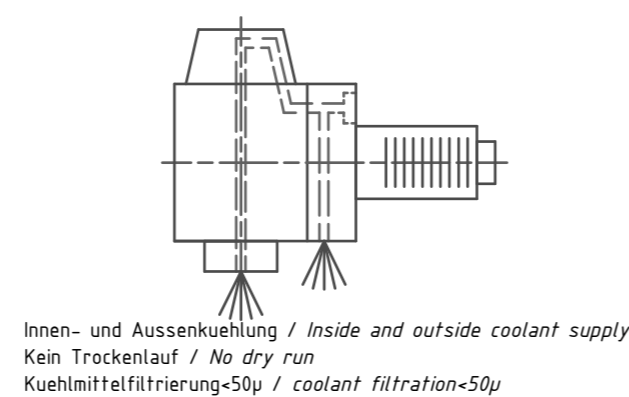 Innen- und Aussenkuehlung / Inside and outside coolant supply
Kein Trockenlauf / No dry run
Kuehlmittelfiltrierung<50µ / coolant filtration<50µ